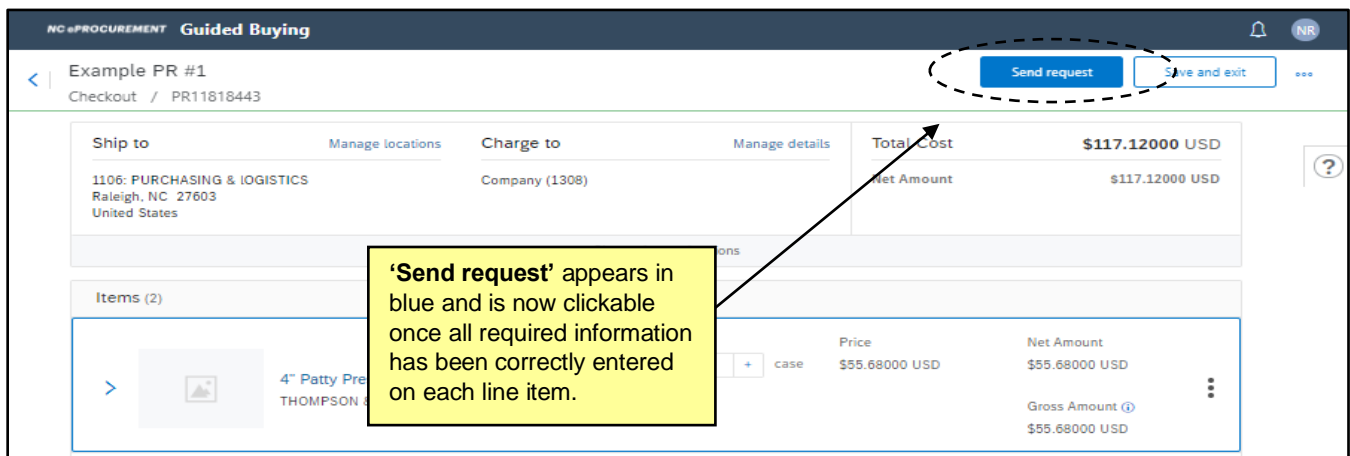 NC ePROCUREMENT Guided Buying
NR
Example PR #1
Send request
Save and exit
Checkout / PR11818443
Ship to
Manage locations
Charge to
Manage details
Total Cost
$117.12000 USD
?
1106: PURCHASING & lOGISTICS
Raleigh, NC 27603
United States
Company (1308)
Net Amount
$117.12000 USD
Items (2)
4" Patty
THOMPSON
+ case
Price
$55.68000 USD
Net Amount
$55.68000 USD
Gross Amount
$55.68000 USD
‘Send request’ appears in
blue and is now clickable
once all required information
has been correctly entered
on each line item.